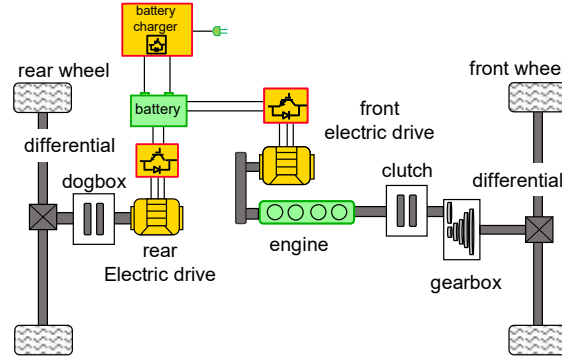 battery
charger
rear wheel
front wheel
battery
front
electric drive
differential
dogbox
clutch
differential
rear
Electric drive
engine
gearbox